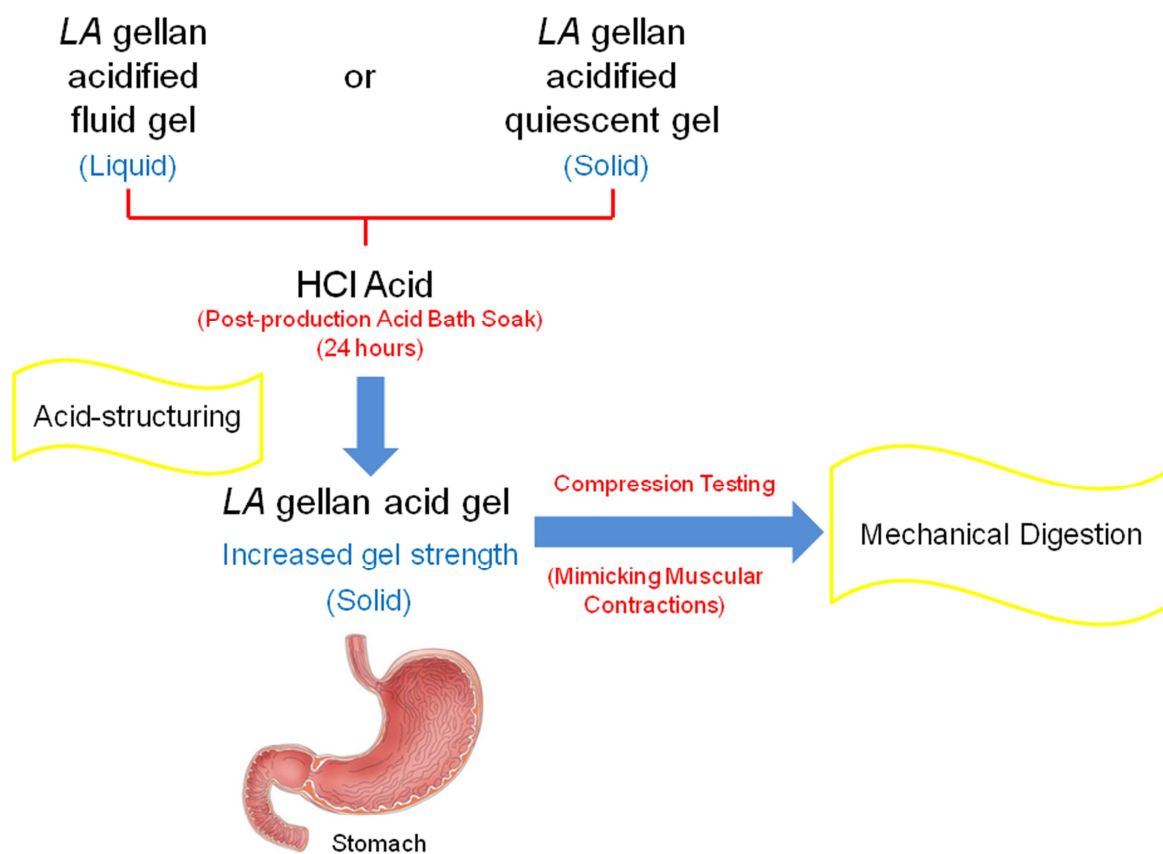 LA gellan
acidified
fluid gel
(Liquid)
or
LA gellan
acidified
quiescent gel
(Solid)
HCl Acid
(Post-production Acid Bath Soak)
(24 hours)
Acid-structuring
LA gellan acid gel
Increased gel strength
(Solid)
Compression Testing
(Mimicking Muscular
Contractions)
Mechanical Digestion
Stomach